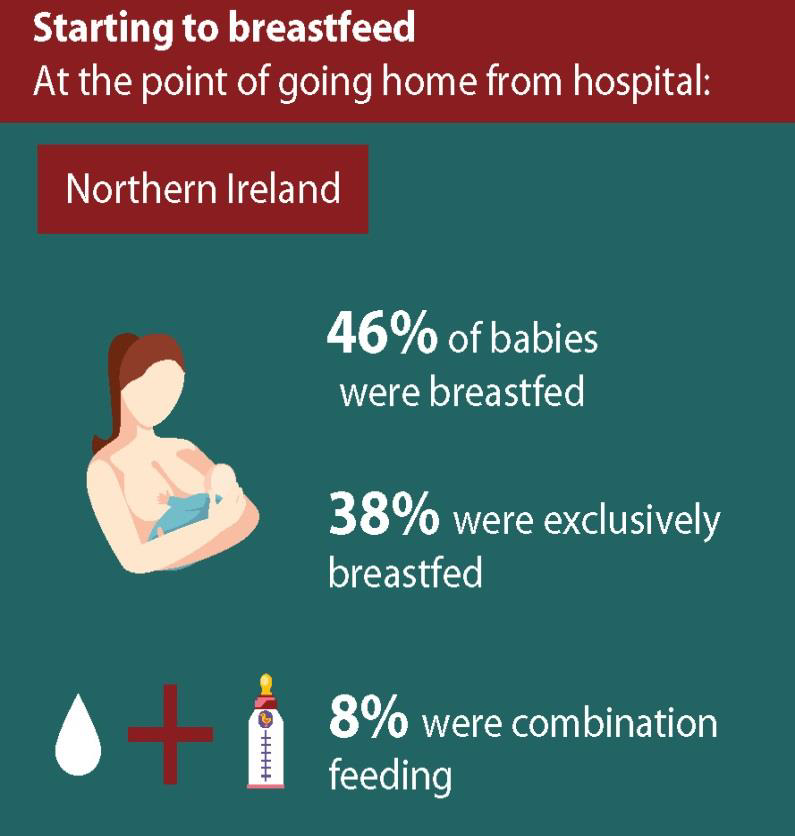 Starting to breastfeed
At the point of going home from hospital:
Northern Ireland
46% of babies
were breastfed
38% were exclusively
breastfed
8% were combination
feeding